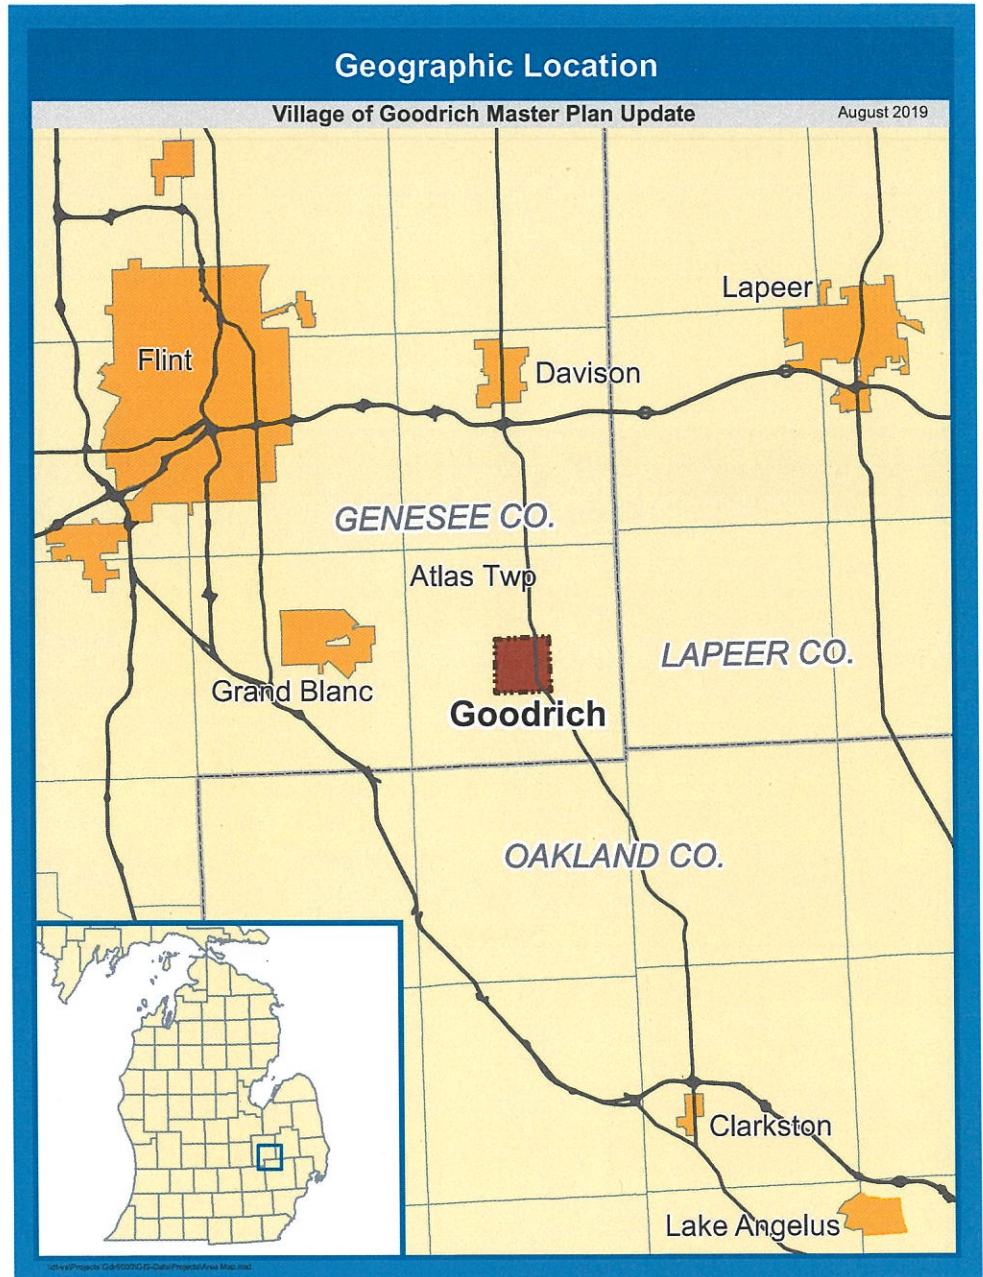 Geographic Location
Village of Goodrich Master Plan Update
August 2019
Lapeer
Flint
Davison
GENESEE CO.
Atlas Twp
LAPEER CO.
Grand Blanc
Goodrich
OAKLAND CO.
Clarkston
Lake Angelus